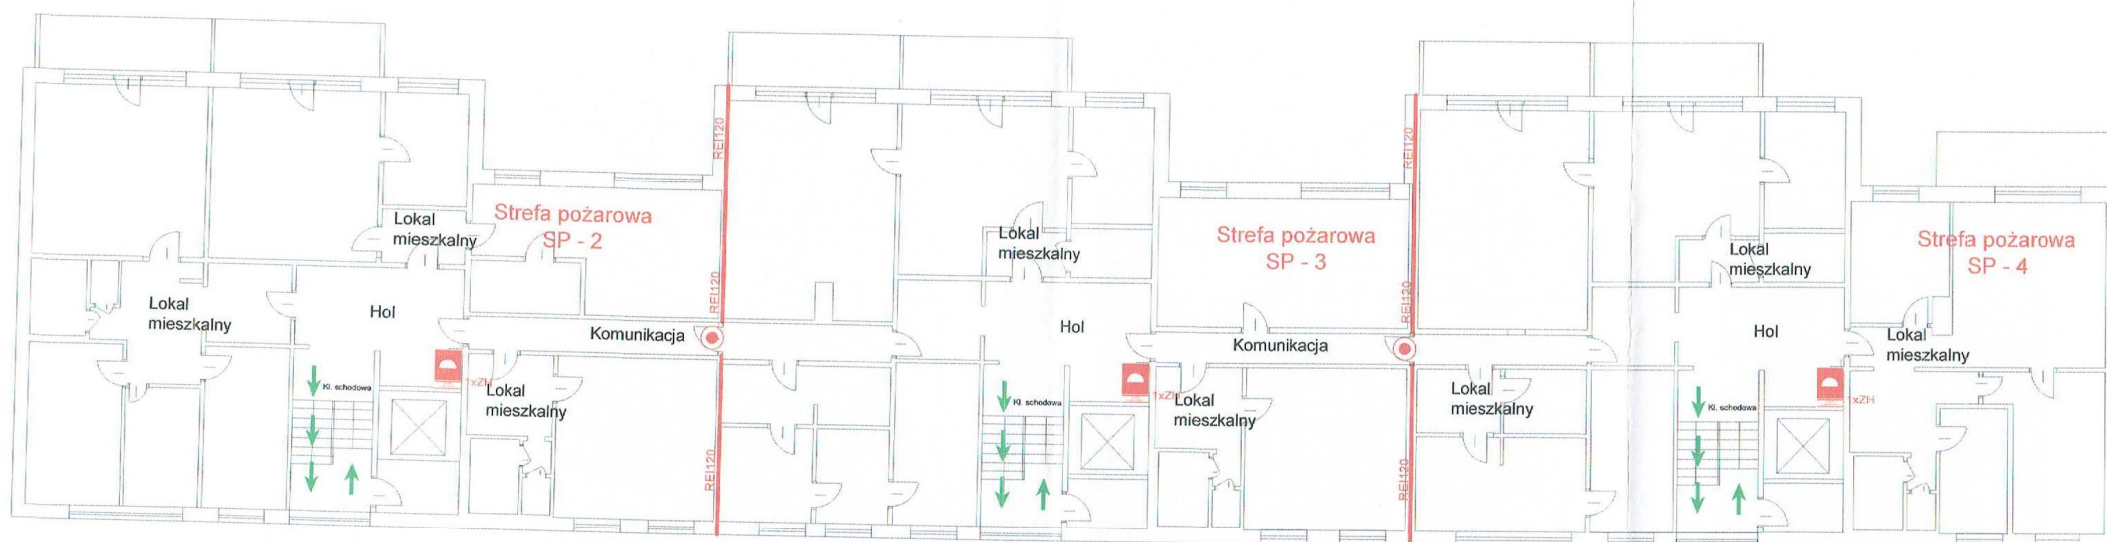 Strefa pożarowa
SP - 2
Lokal
mieszkalny
Lokal
mieszkalny
Hol
Komunikacja
Kl. schodowa
1xZH
Lokal
mieszkalny
REI120
REI120
REI120
Strefa pożarowa
SP - 3
Lokal
mieszkalny
Hol
Komunikacja
Kl. schodowa
1xZH
Lokal
mieszkalny
REI120
REI120
REI120
Strefa pożarowa
SP - 4
Lokal
mieszkalny
Hol
Lokal
mieszkalny
Lokal
mieszkalny
Kl. schodowa
1xZH